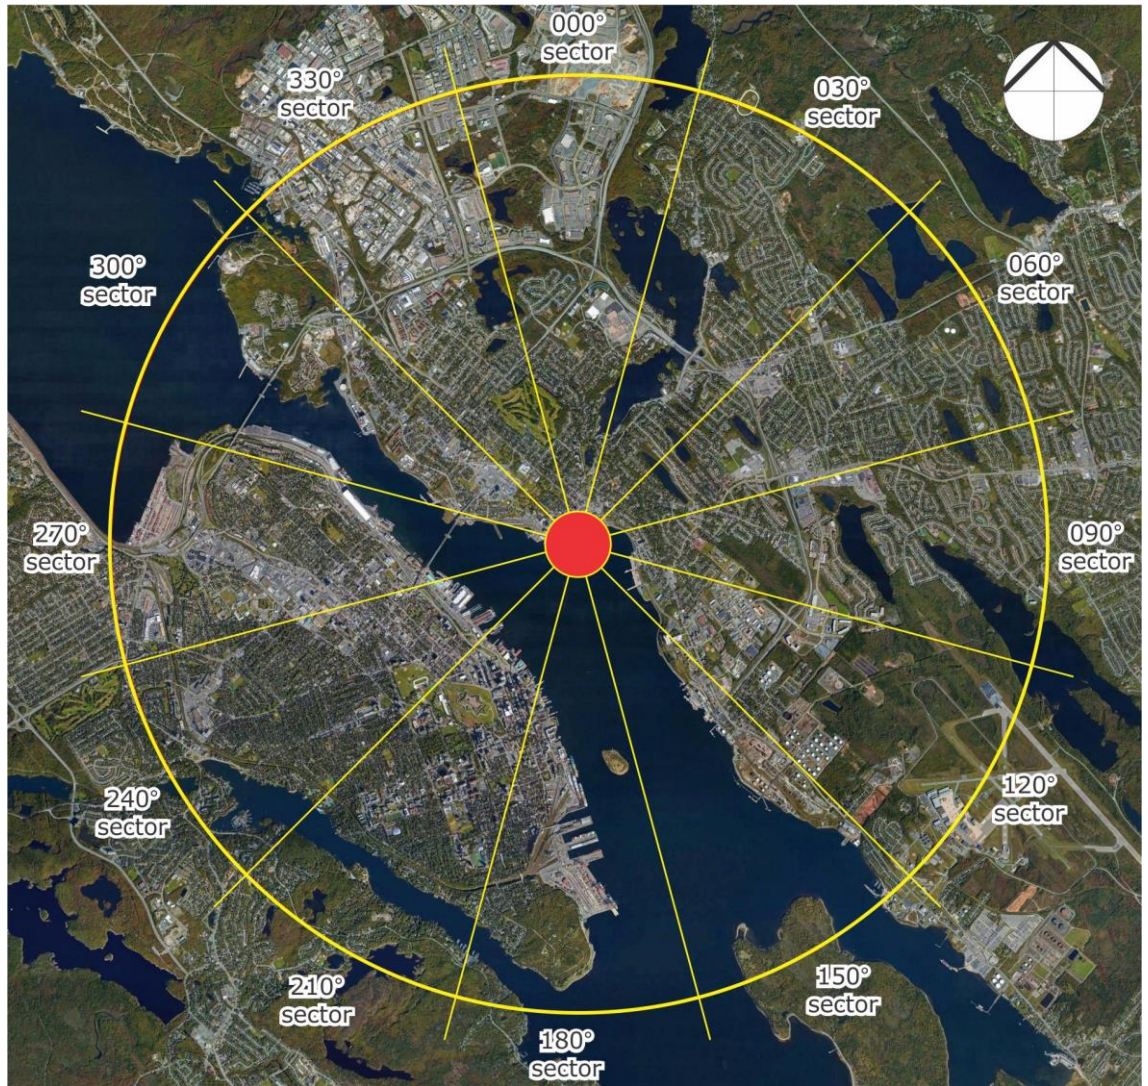 000°
sector
330°
sector
030°
sector
300°
sector
060°
sector
270°
sector
090°
sector
240°
sector
120°
sector
210°
sector
150°
sector
180°
sector